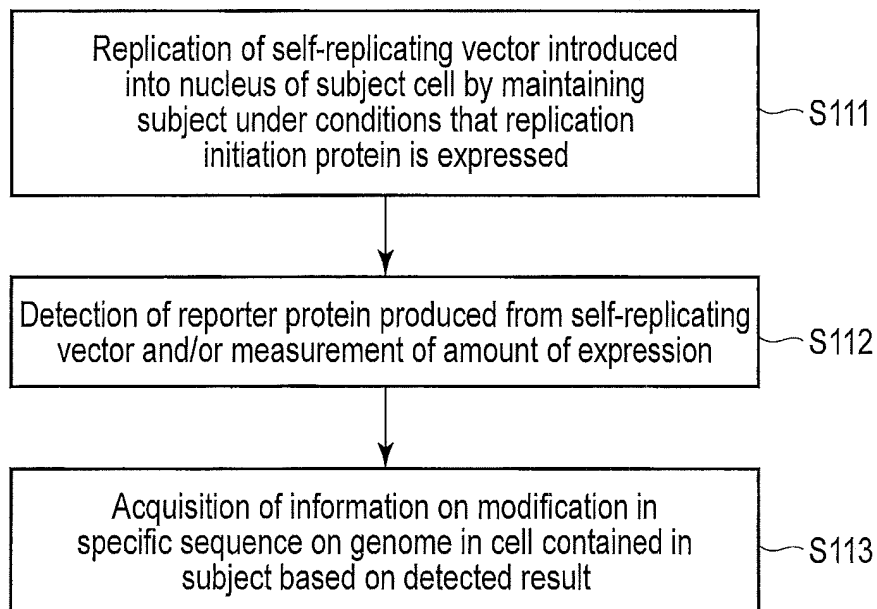 Replication of self-replicating vector introduced
into nucleus of subject cell by maintaining
subject under conditions that replication
initiation protein is expressed
S111
Detection of reporter protein produced from self-replicating
vector and/or measurement of amount of expression
S112
Acquisition of information on modification in
specific sequence on genome in cell contained in
subject based on detected result
S113